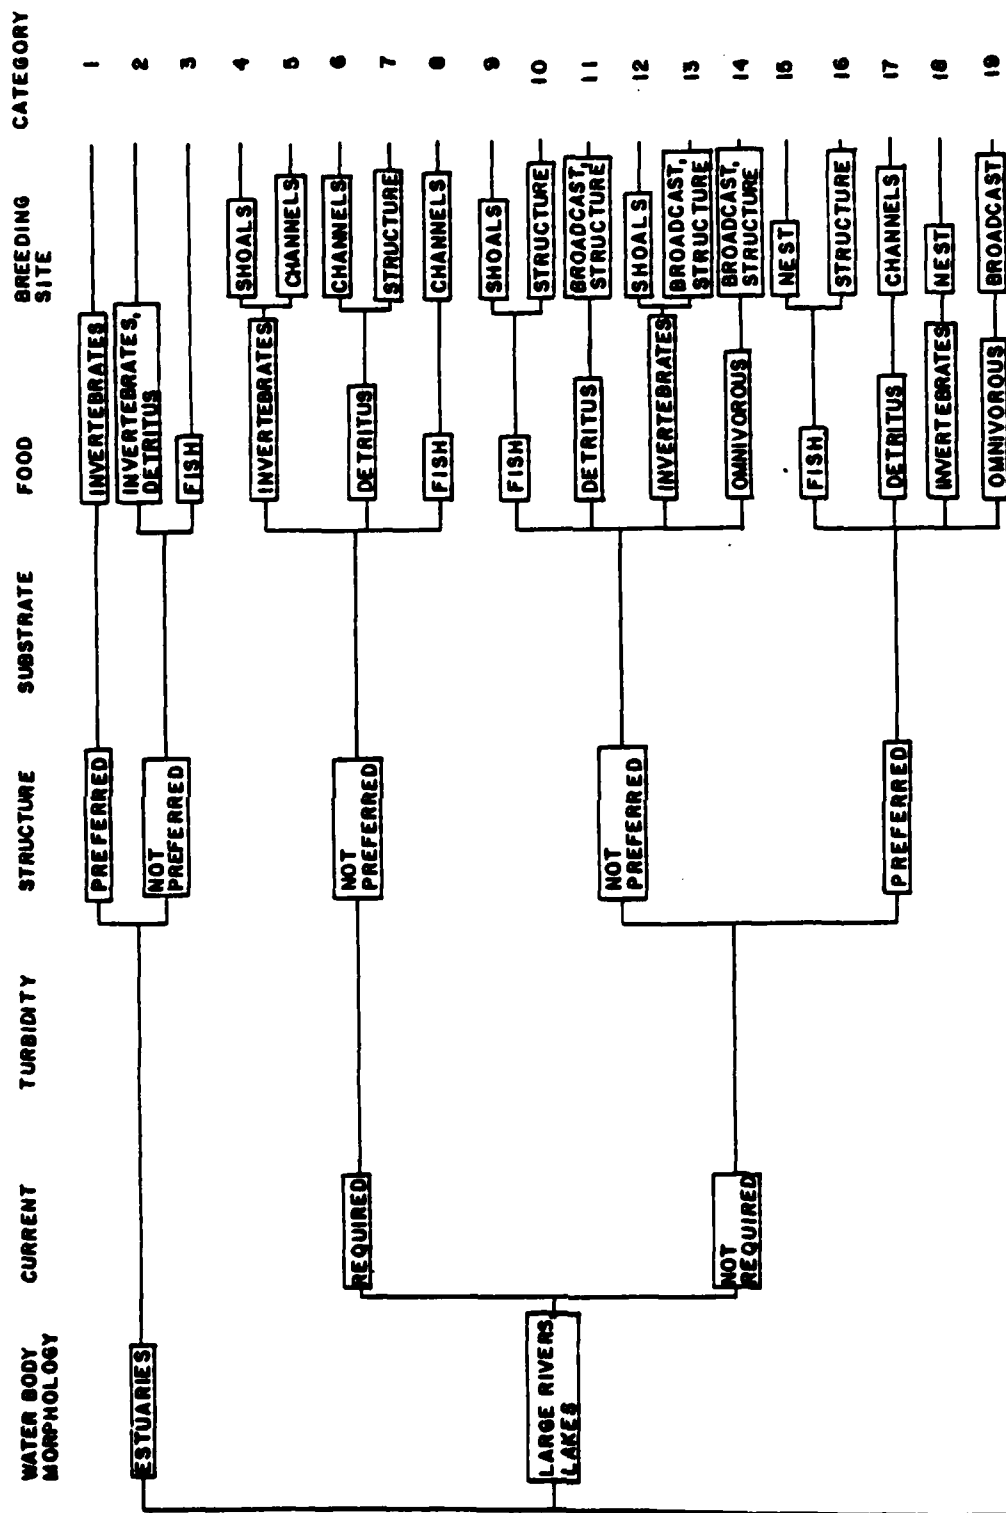 WATER BODY
MORPHOLOGY
CURRENT
TURBIDITY
STRUCTURE
SUBSTRATE
FOOD
BREEDING
SITE
CATEGORY
ESTUARIES
PREFERRED
INVERTEBRATES
1
NOT
PREFERRED
INVERTEBRATES,
DETRITUS
2
FISH
3
LARGE RIVERS,
LAKES
REQUIRED
NOT
PREFERRED
INVERTEBRATES
SHOALS
4
CHANNELS
5
DETRITUS
CHANNELS
6
STRUCTURE
7
FISH
CHANNELS
8
NOT
REQUIRED
NOT
PREFERRED
FISH
SHOALS
9
STRUCTURE
10
DETRITUS
BROADCAST,
STRUCTURE
11
INVERTEBRATES
SHOALS
12
BROADCAST,
STRUCTURE
13
OMNIVOROUS
BROADCAST,
STRUCTURE
14
PREFERRED
FISH
NEST
15
STRUCTURE
16
DETRITUS
CHANNELS
17
INVERTEBRATES
NEST
18
OMNIVOROUS
BROADCAST
19